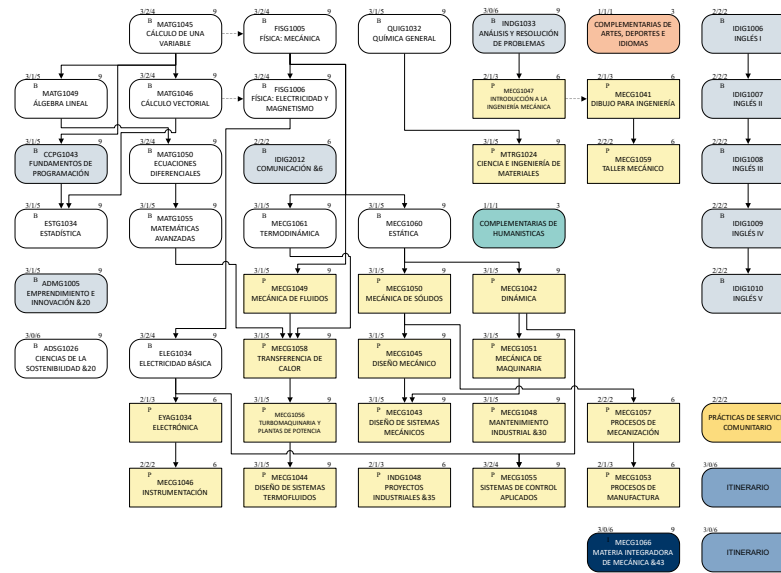 3/2/4 9 3/2/4 9 3/1/5 9 3/0/6 9 1/1/1 3 2/2/2
B B B B B
MATG1045 FISG1005 QUIG1032 INDG1033 COMPLEMENTARIAS DE IDIG1006
CÁLCULO DE UNA FÍSICA: MECÁNICA QUÍMICA GENERAL ANÁLISIS Y RESOLUCIÓN ARTES, DEPORTES E INGLÉS I
VARIABLE DE PROBLEMAS IDIOMAS
3/1/5 9 3/2/4 9 3/2/4 9 2/1/3 6 2/1/3 6 2/2/2
B B B P P B
MATG1049 MATG1046 FISG1006 MECG1047 MECG1041 IDIG1007
ÁLGEBRA LINEAL CÁLCULO VECTORIAL FÍSICA: ELECTRICIDAD Y INTRODUCCIÓN A LA DIBUJO PARA INGENIERÍA INGLÉS II
MAGNETISMO INGENIERÍA MECÁNICA
3/1/5 9 3/2/4 9 2/2/2 6 3/1/5 9 2/2/2 6 2/2/2
B B B P P B
CCPG1043 MATG1050 IDIG2012 MTRG1024 MECG1059 IDIG1008
FUNDAMENTOS DE ECUACIONES COMUNICACIÓN &6 CIENCIA E INGENIERÍA DE TALLER MECÁNICO INGLÉS III
PROGRAMACIÓN DIFERENCIALES MATERIALES
3/1/5 9 3/1/5 9 3/1/5 9 3/1/5 9 1/1/1 3 2/2/2
B B B B B
ESTG1034 MATG1055 MECG1061 MECG1060 COMPLEMENTARIAS DE IDIG1009
ESTADÍSTICA MATEMÁTICAS TERMODINÁMICA ESTÁTICA HUMANISTICAS INGLÉS IV
AVANZADAS
3/1/5 9 3/1/5 9 3/1/5 9 3/1/5 9 2/2/2
B P P P B
ADMG1005 MECG1049 MECG1050 MECG1042 IDIG1010
EMPRENDIMIENTO E MECÁNICA DE FLUIDOS MECÁNICA DE SÓLIDOS DINÁMICA INGLÉS V
INNOVACIÓN &20
3/0/6 9 3/2/4 9 3/1/5 9 3/1/5 9 3/1/5 9
B B P P P
ADSG1026 ELEG1034 MECG1058 MECG1045 MECG1051
CIENCIAS DE LA ELECTRICIDAD BÁSICA TRANSFERENCIA DE DISEÑO MECÁNICO MECÁNICA DE
SOSTENIBILIDAD &20 CALOR MAQUINARIA
2/1/3 6 3/1/5 9 3/1/5 9 3/1/5 9 2/2/2 6 2/2/2
P P P P P
EYAG1034 MECG1056 MECG1043 MECG1048 MECG1057 PRÁCTICAS DE SERVICI
ELECTRÓNICA TURBOMAQUINARIA Y DISEÑO DE SISTEMAS MANTENIMIENTO PROCESOS DE COMUNITARIO
PLANTAS DE POTENCIA MECÁNICOS INDUSTRIAL &30 MECANIZACIÓN
2/2/2 6 3/1/5 9 2/1/3 6 3/2/4 9 2/1/3 6 3/0/6
P P P P P
MECG1046 MECG1044 INDG1048 MECG1055 MECG1053 ITINERARIO
INSTRUMENTACIÓN DISEÑO DE SISTEMAS PROYECTOS SISTEMAS DE CONTROL PROCESOS DE
TERMOFLUIDOS INDUSTRIALES &35 APLICADOS MANUFACTURA
3/0/6 9 3/0/6
P
MECG1066 ITINERARIO
MATERIA INTEGRADORA
DE MECÁNICA &43